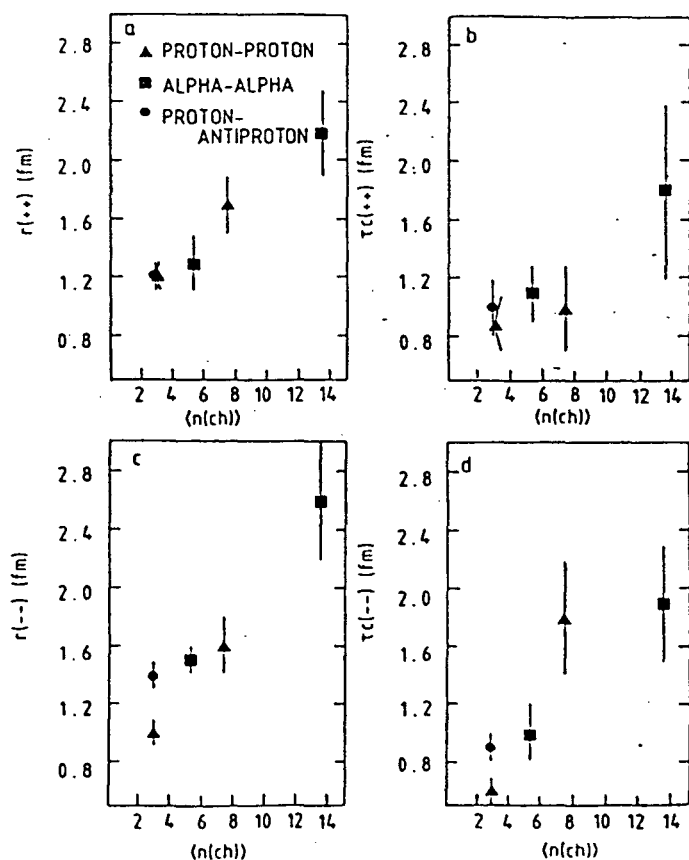 a
▲ PROTON-PROTON
■ ALPHA-ALPHA
● PROTON-
ANTIPROTON
r(++) (fm)
2.8
2.4
2.0
1.6
1.2
0.8
2 4 6 8 10 12 14
⟨n(ch)⟩
b
τc(++) (fm)
2.8
2.4
2.0
1.6
1.2
0.8
2 4 6 8 10 12 14
⟨n(ch)⟩
c
r(--) (fm)
2.8
2.4
2.0
1.6
1.2
0.8
2 4 6 8 10 12 14
⟨n(ch)⟩
d
τc(--) (fm)
2.8
2.4
2.0
1.6
1.2
0.8
2 4 6 8 10 12 14
⟨n(ch)⟩